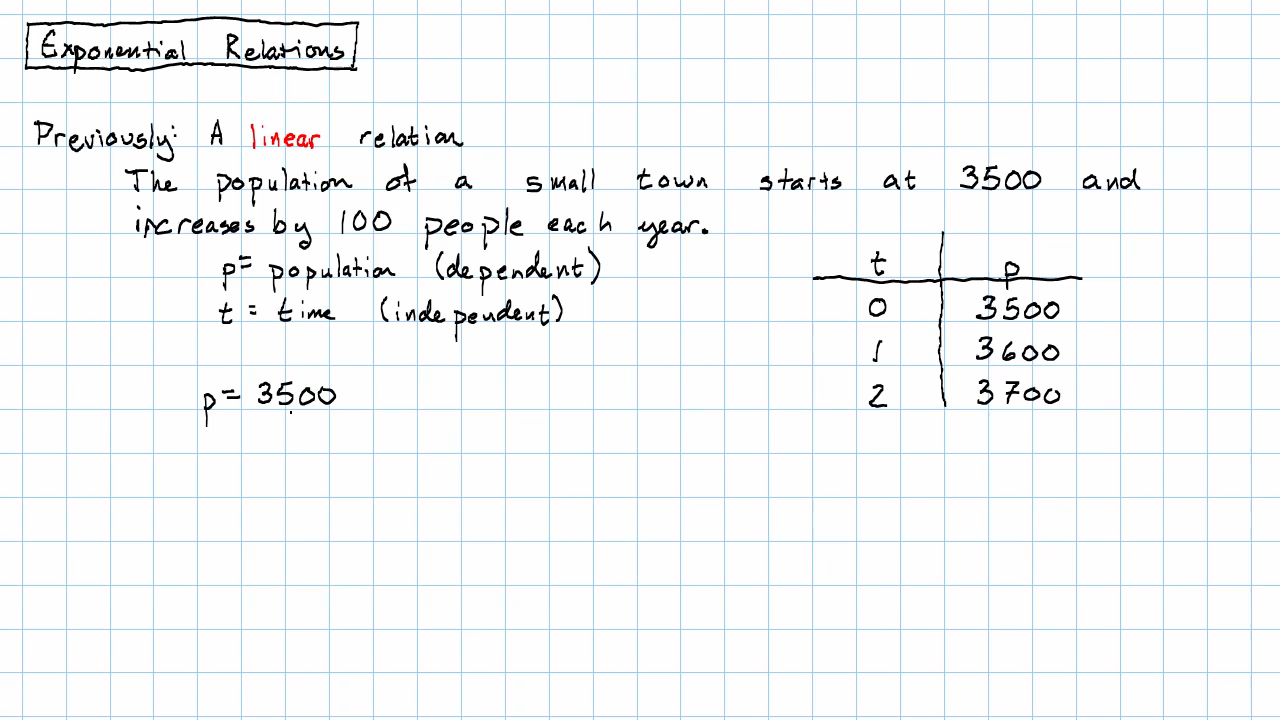 Exponential Relations
Previously: A linear relation
The population of a small town starts at 3500 and
increases by 100 people each year.
p = population (dependent)
t = time (independent)
t p
0 3500
1 3600
2 3700
p = 3500